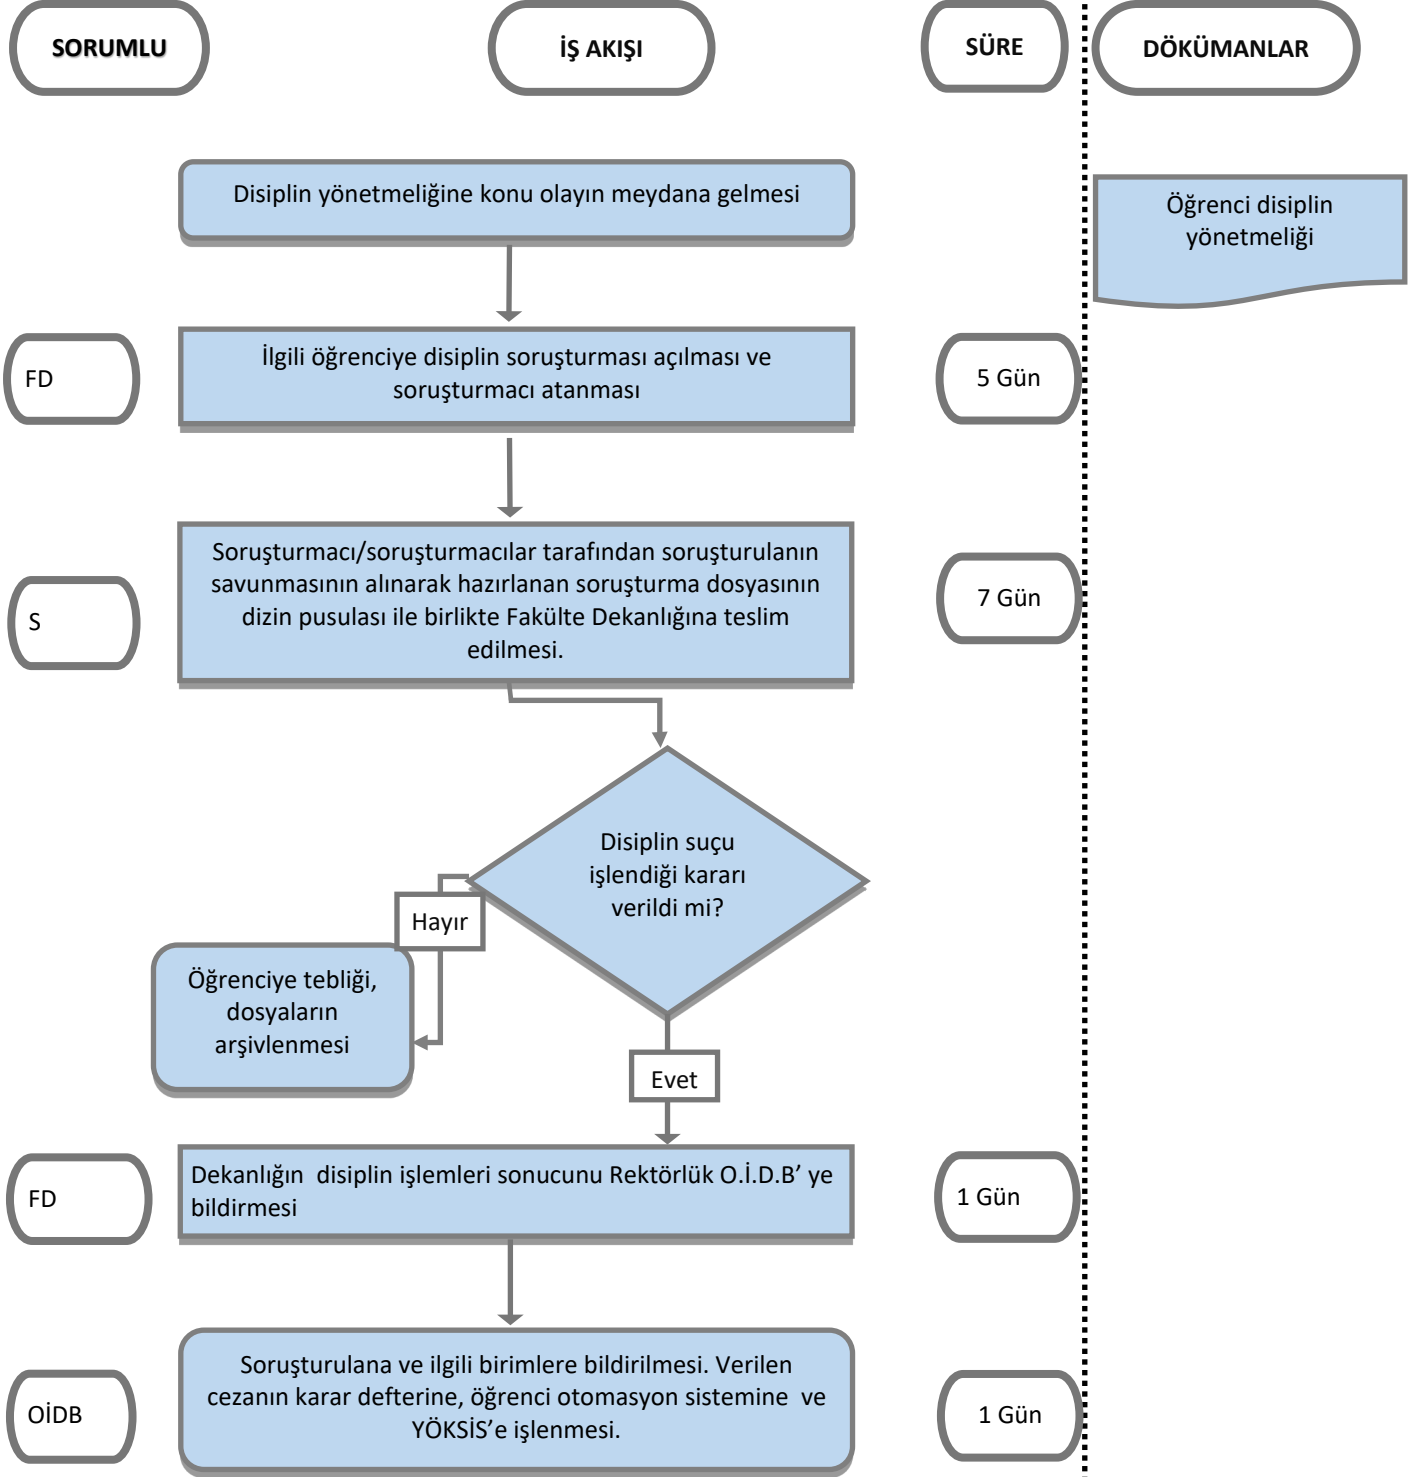 SORUMLU
İŞ AKIŞI
SÜRE
DÖKÜMANLAR
Disiplin yönetmeliğine konu olayın meydana gelmesi
Öğrenci disiplin
yönetmeliği
FD
İlgili öğrenciye disiplin soruşturması açılması ve
soruşturmacı atanması
5 Gün
S
Soruşturmacı/soruşturmacılar tarafından soruşturulanın
savunmasının alınarak hazırlanan soruşturma dosyasının
dizin pusulası ile birlikte Fakülte Dekanlığına teslim
edilmesi.
7 Gün
Disiplin suçu
işlendiği kararı
verildi mi?
Hayır
Öğrenciye tebliği,
dosyaların
arşivlenmesi
Evet
FD
Dekanlığın  disiplin işlemleri sonucunu Rektörlük O.İ.D.B’ ye
bildirmesi
1 Gün
OİDB
Soruşturulana ve ilgili birimlere bildirilmesi. Verilen
cezanın karar defterine, öğrenci otomasyon sistemine  ve
YÖKSİS’e işlenmesi.
1 Gün